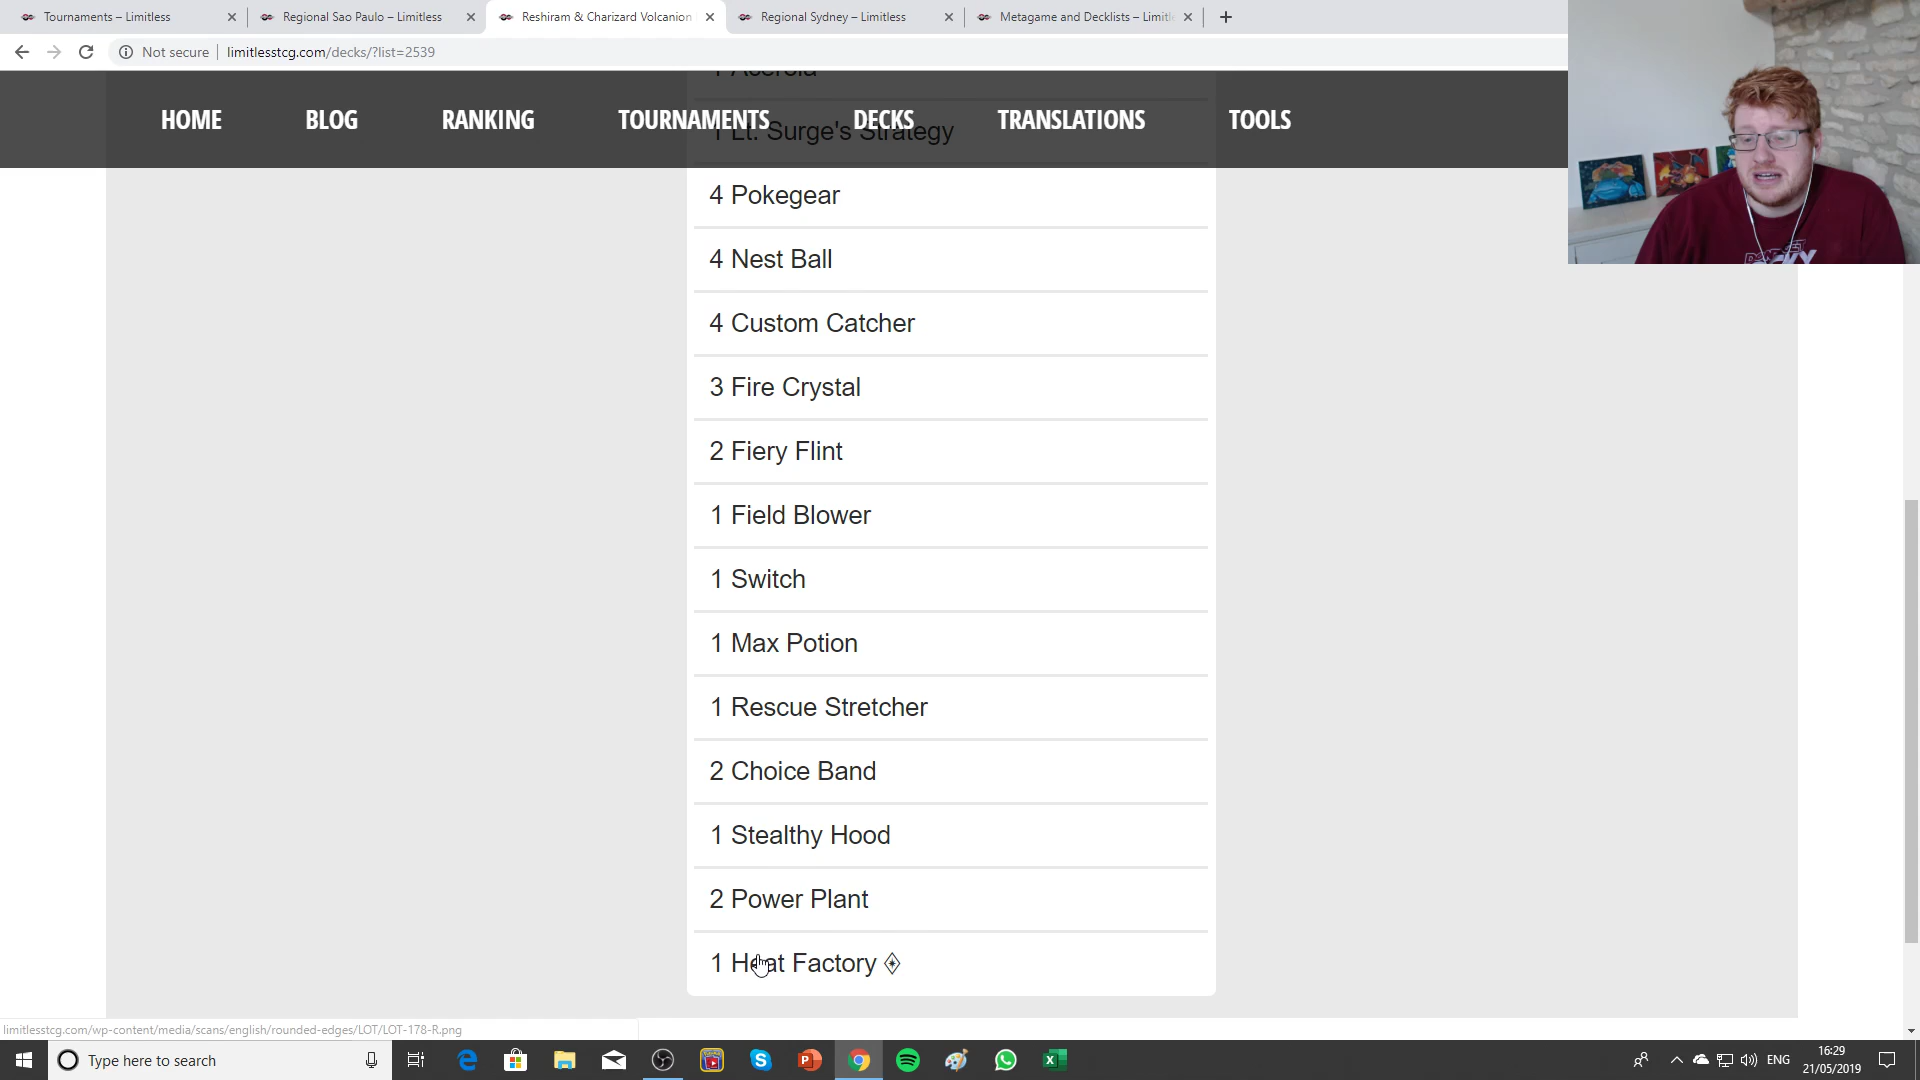 Tournaments – Limitless
Regional Sao Paulo – Limitless
Reshiram & Charizard Volcanion
Regional Sydney – Limitless
Metagame and Decklists – Limitl
Not secure
limitlesstcg.com/decks/?list=2539
1 Acerola
HOME
BLOG
RANKING
TOURNAMENTS
DECKS
TRANSLATIONS
TOOLS
1 Lt. Surge's Strategy
4 Pokegear
4 Nest Ball
4 Custom Catcher
3 Fire Crystal
2 Fiery Flint
1 Field Blower
1 Switch
1 Max Potion
1 Rescue Stretcher
2 Choice Band
1 Stealthy Hood
2 Power Plant
1 Heat Factory
limitlesstcg.com/wp-content/media/scans/english/rounded-edges/LOT/LOT-178-R.png
Type here to search
ENG
16:29
21/05/2019